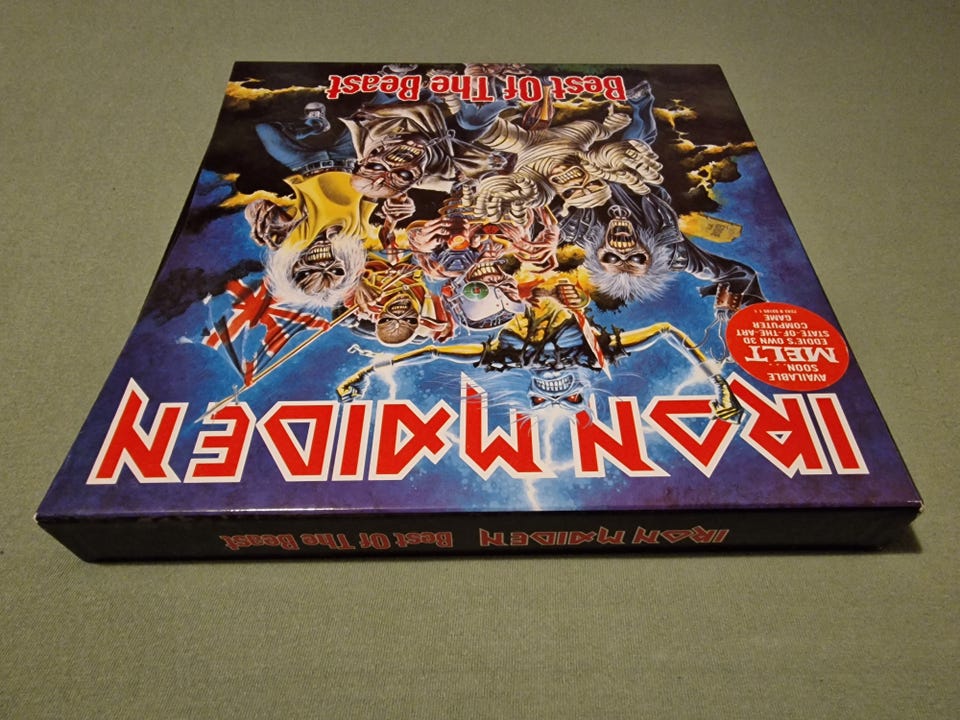 IRON MAIDEN
AVAILABLE
SOON...
MELT
EDDIE'S OWN 3D
STATE-OF-THE-ART
COMPUTER
GAME
Best Of The Beast
IRON MAIDEN Best Of The Beast